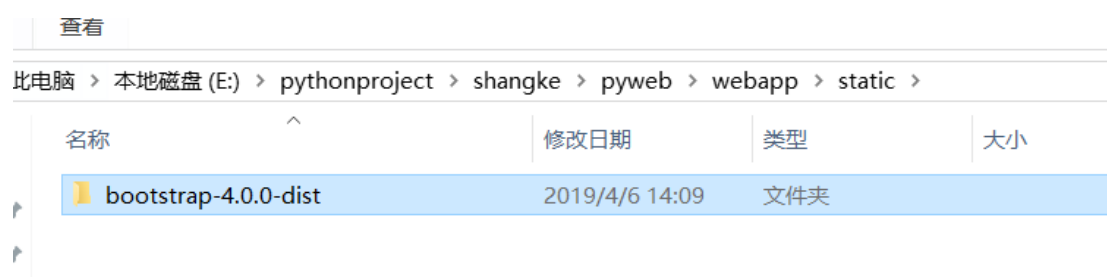 查看
此电脑 > 本地磁盘 (E:) > pythonproject > shangke > pyweb > webapp > static >
名称 修改日期 类型 大小
bootstrap-4.0.0-dist 2019/4/6 14:09 文件夹